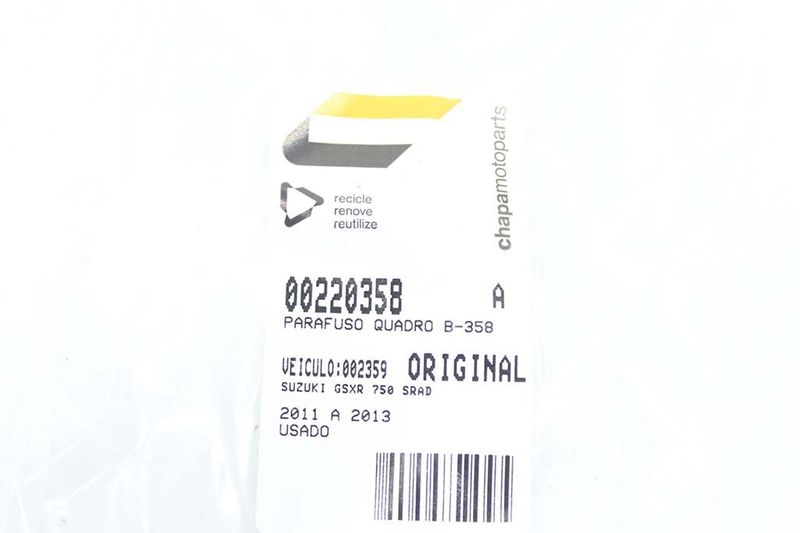 chapamotoparts
recicle
renove
reutilize
00220358 A
PARAFUSO QUADRO B-358
VEICULO:002359 ORIGINAL
SUZUKI GSXR 750 SRAD
2011 A 2013
USADO